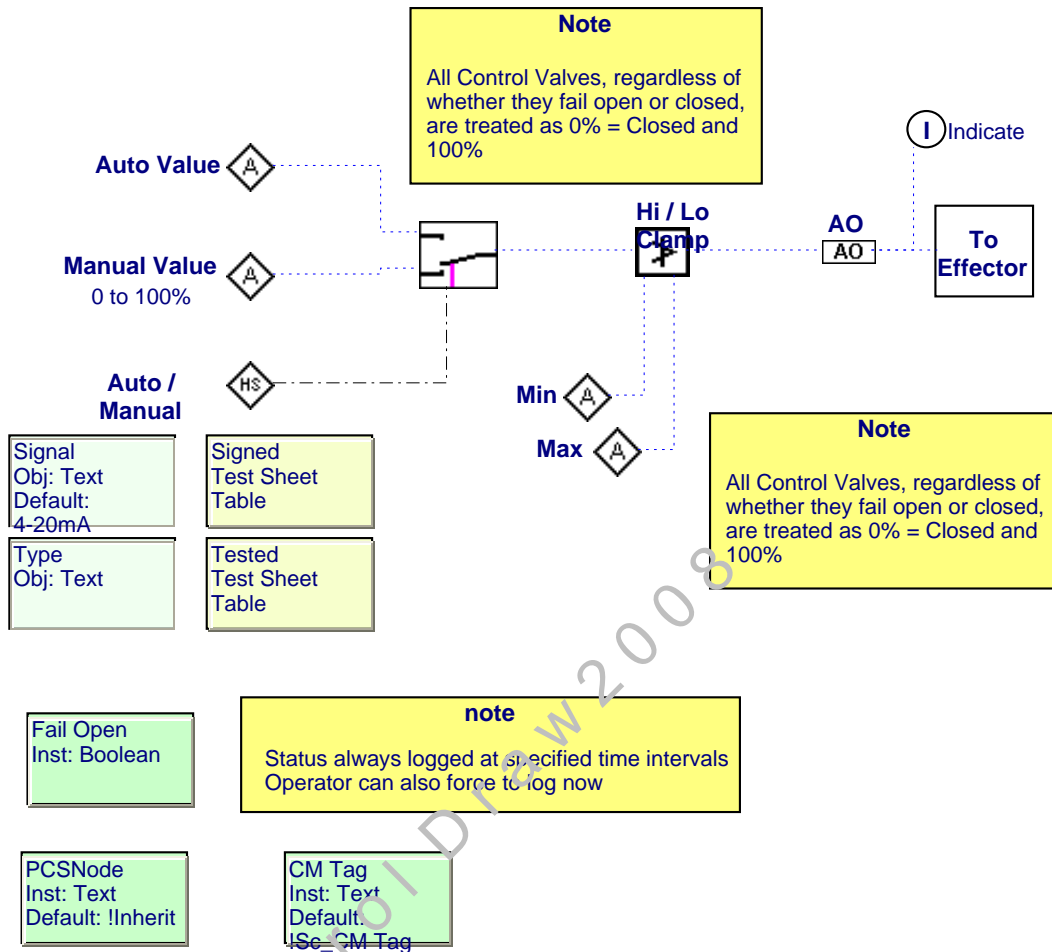 Note
All Control Valves, regardless of
whether they fail open or closed,
are treated as 0% = Closed and
100%
I
Indicate
Auto Value
A
Hi / Lo
Clamp
AO
AO
To
Effector
Manual Value
0 to 100%
A
Auto /
Manual
HS
Min
A
Max
A
Note
All Control Valves, regardless of
whether they fail open or closed,
are treated as 0% = Closed and
100%
Signal
Obj: Text
Default:
4-20mA
Signed
Test Sheet
Table
Type
Obj: Text
Tested
Test Sheet
Table
Fail Open
Inst: Boolean
note
Status always logged at specified time intervals
Operator can also force to log now
PCSNode
Inst: Text
Default: !Inherit
CM Tag
Inst: Text
Default:
!Sc_CM Tag
rolDraw2008